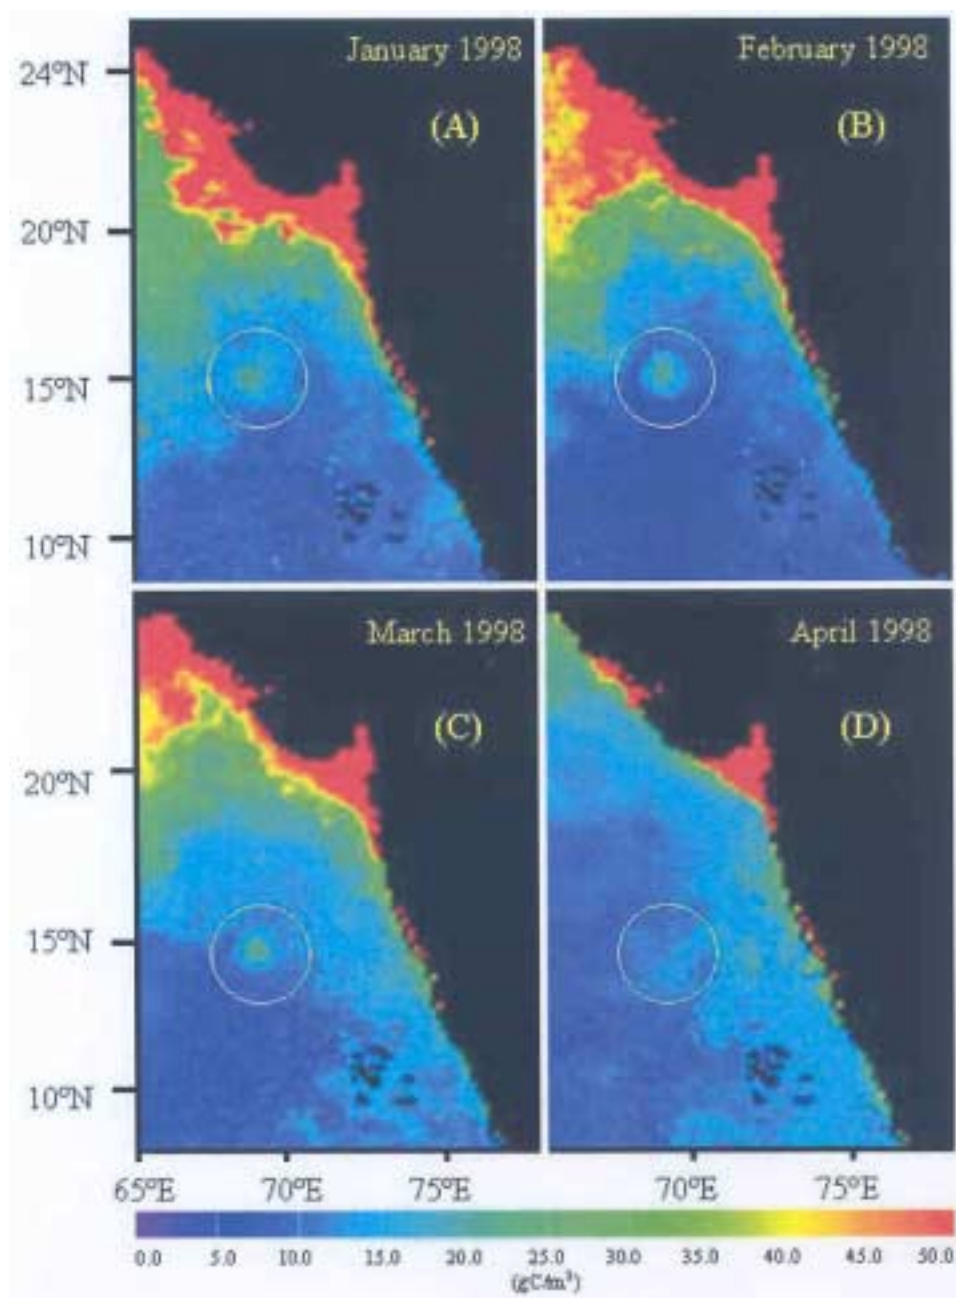 January 1998
February 1998
24°N
(A)
(B)
20°N
15°N
10°N
March 1998
April 1998
(C)
(D)
20°N
15°N
10°N
65°E 70°E 75°E 70°E 75°E
0.0 5.0 10.0 15.0 20.0 25.0 30.0 35.0 40.0 45.0 50.0
(gC/m³)